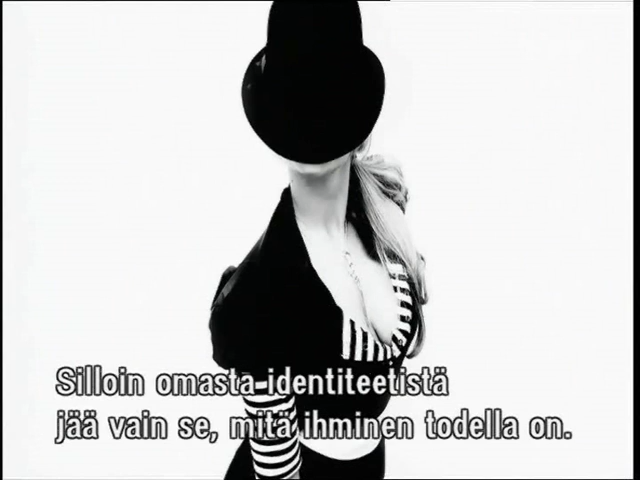 Silloin omasta identiteetistä
jää vain se, mitä ihminen todella on.